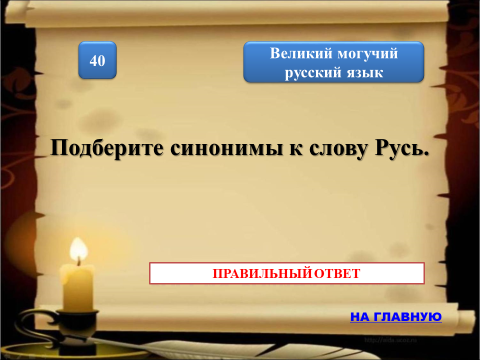 40
Великий могучий
русский язык
Подберите синонимы к слову Русь.
ПРАВИЛЬНЫЙ ОТВЕТ
НА ГЛАВНУЮ